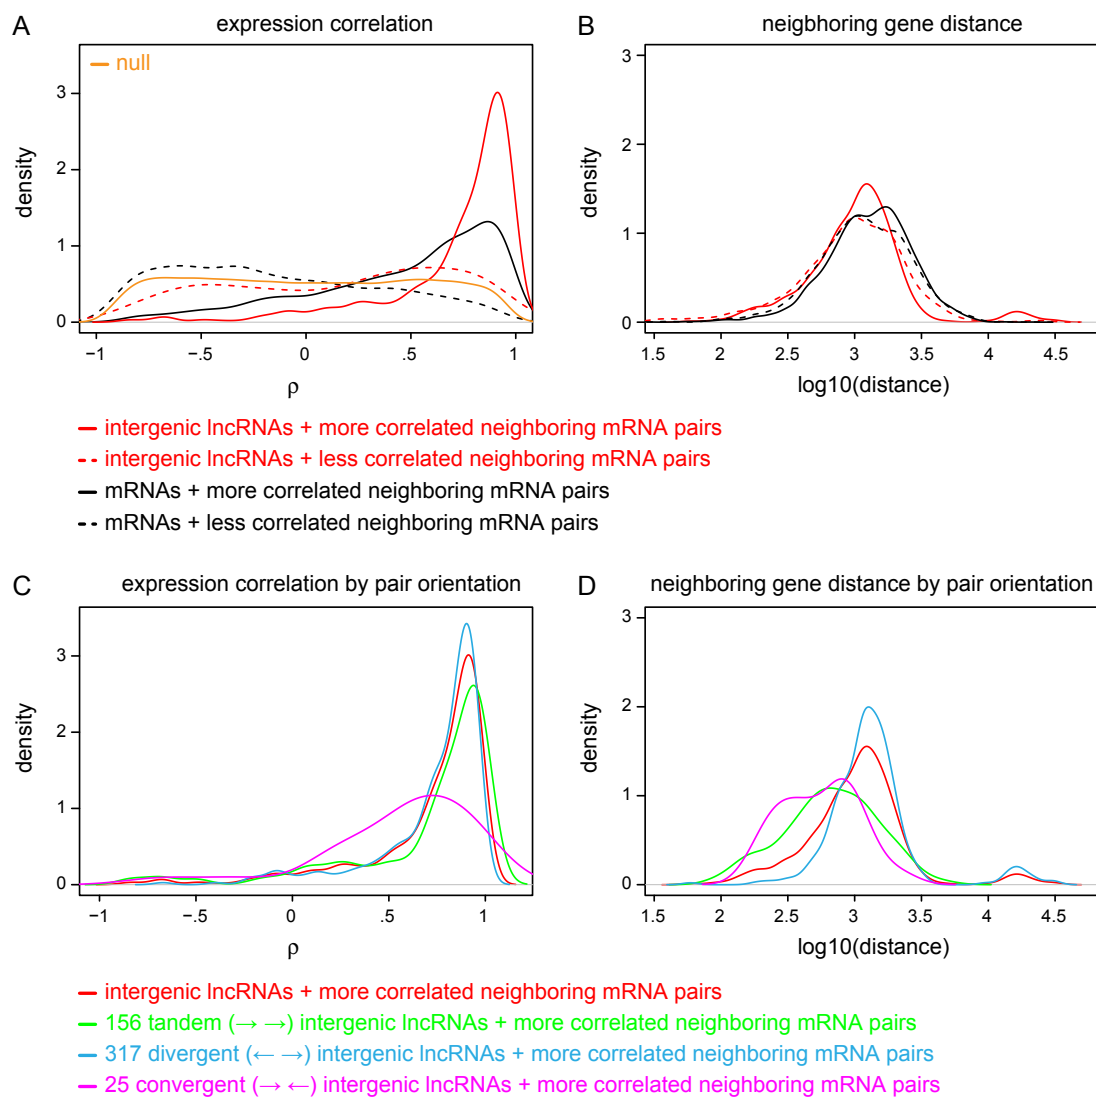 A expression correlation
B neigbhoring gene distance
null
density
0
1
2
3
−1
−.5
0
.5
1
ρ
density
0
1
2
3
1.5
2
2.5
3
3.5
4
4.5
log10(distance)
intergenic lncRNAs + more correlated neighboring mRNA pairs
intergenic lncRNAs + less correlated neighboring mRNA pairs
mRNAs + more correlated neighboring mRNA pairs
mRNAs + less correlated neighboring mRNA pairs
C expression correlation by pair orientation
D neighboring gene distance by pair orientation
density
0
1
2
3
−1
−.5
0
.5
1
ρ
density
0
1
2
3
1.5
2
2.5
3
3.5
4
4.5
log10(distance)
intergenic lncRNAs + more correlated neighboring mRNA pairs
156 tandem (→ →) intergenic lncRNAs + more correlated neighboring mRNA pairs
317 divergent (← →) intergenic lncRNAs + more correlated neighboring mRNA pairs
25 convergent (→ ←) intergenic lncRNAs + more correlated neighboring mRNA pairs